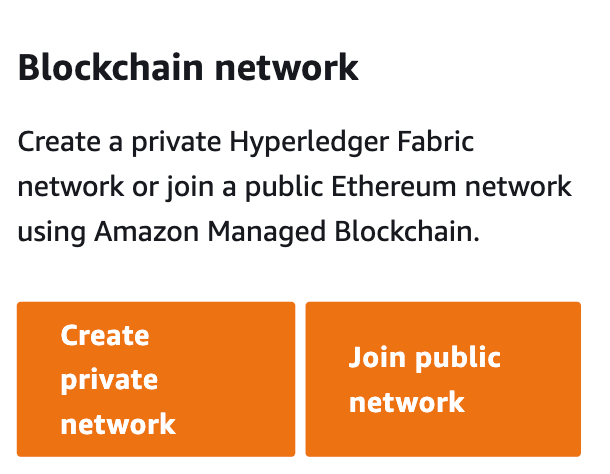 Blockchain network
Create a private Hyperledger Fabric
network or join a public Ethereum network
using Amazon Managed Blockchain.
Create
private
network
Join public
network